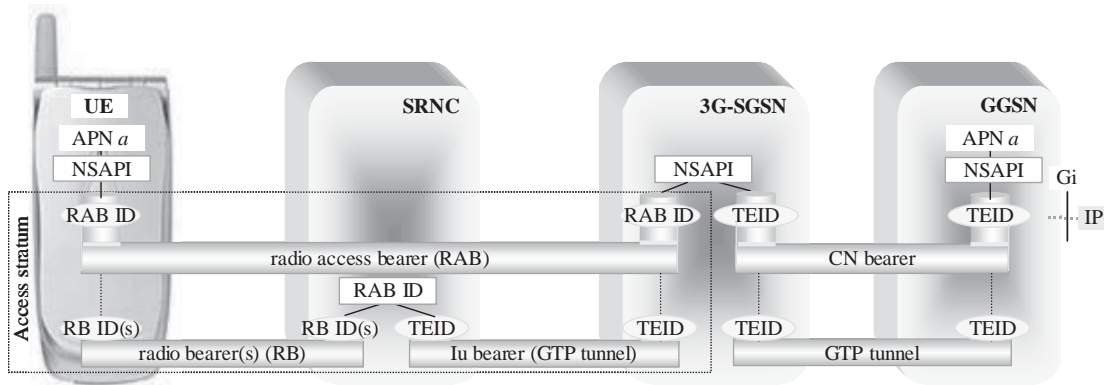 UE
SRNC
3G-SGSN
GGSN
APN a
APN a
NSAPI
NSAPI
NSAPI
Gi
RAB ID
RAB ID
TEID
TEID
IP
radio access bearer (RAB)
CN bearer
RAB ID
Access stratum
RB ID(s)
RB ID(s)
TEID
TEID
TEID
TEID
radio bearer(s) (RB)
Iu bearer (GTP tunnel)
GTP tunnel